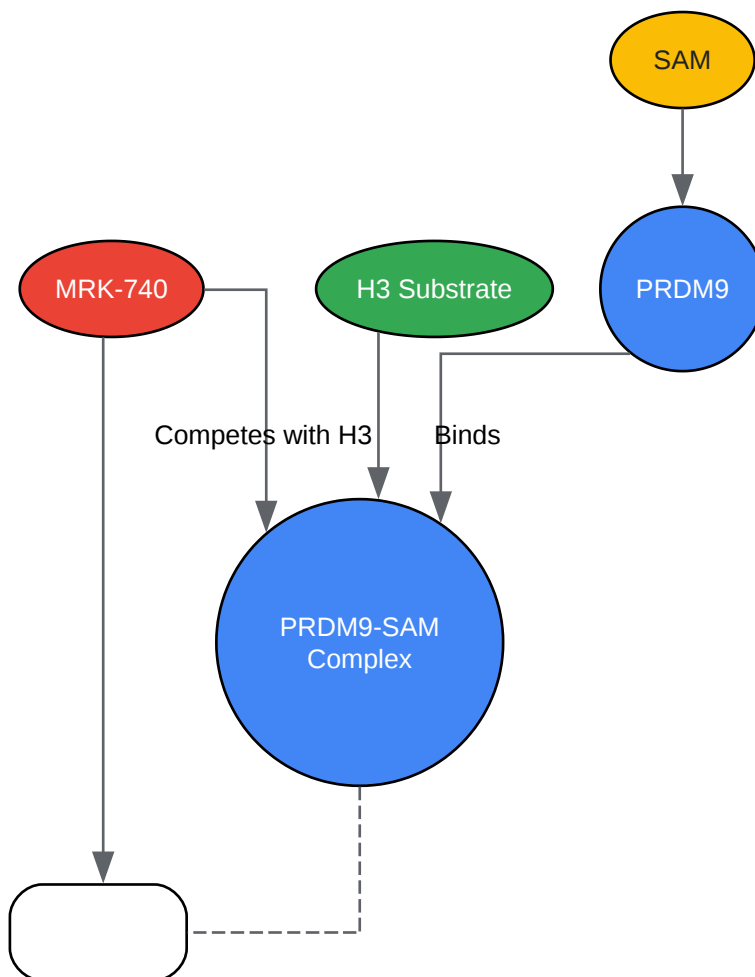 SAM
MRK-740
H3 Substrate
PRDM9
Competes with H3
Binds
PRDM9-SAM
Complex